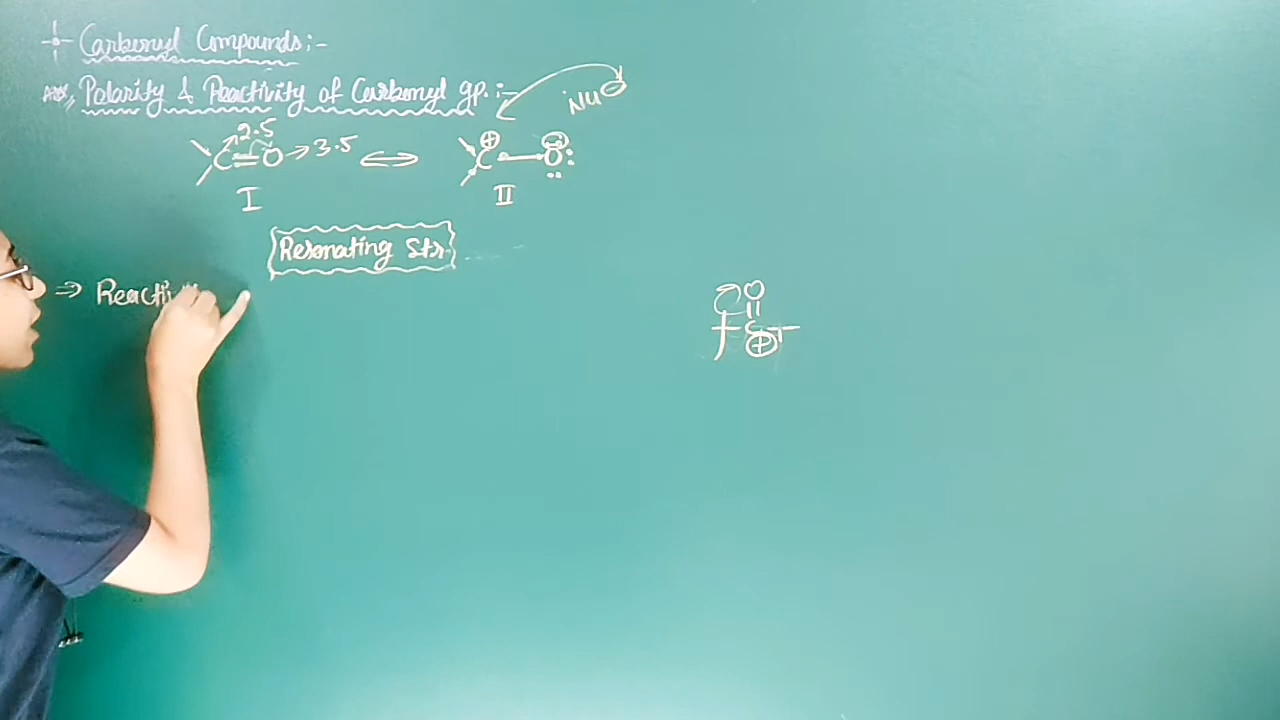 Carbonyl Compounds :-
Polarity & Reactivity of Carbonyl gp. :-
Nu
2.5
C = O → 3.5 ⟷ C — O
I II
Resonating Str.
⇒ Reacti
O
C